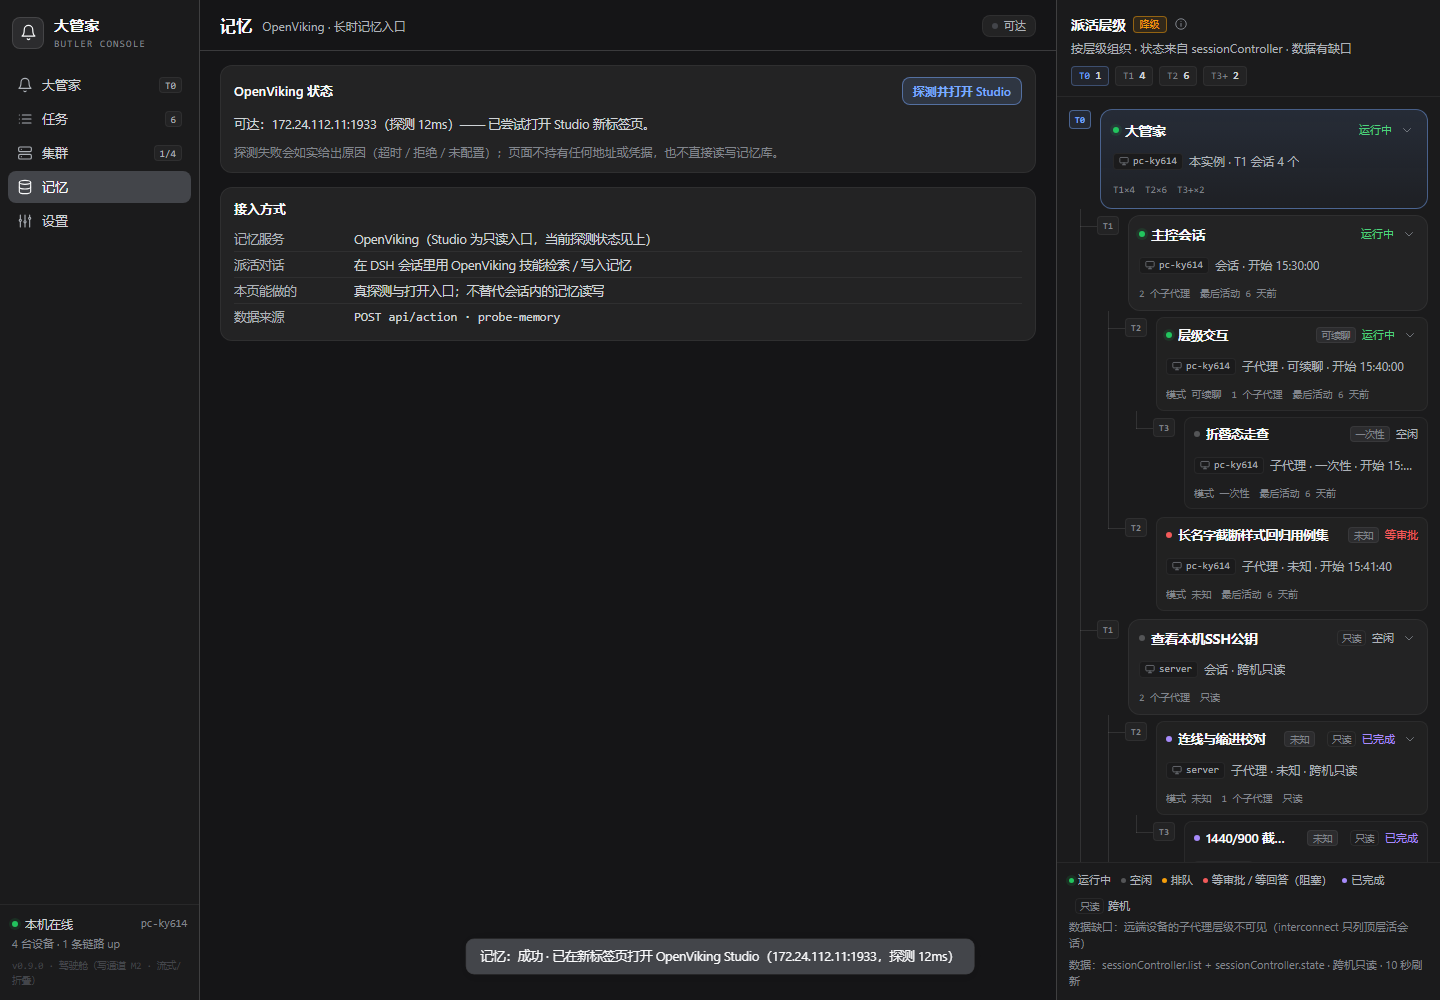 大管家
BUTLER CONSOLE
大管家 T0
任务 6
集群 1/4
记忆
设置
本机在线 pc-ky614
4 台设备 · 1 条链路 up
v0.9.0 · 驾驶舱（写通道 M2 · 流式/
折叠）
记忆 OpenViking · 长时记忆入口 可达
OpenViking 状态 探测并打开 Studio
可达：172.24.112.11:1933（探测 12ms）—— 已尝试打开 Studio 新标签页。
探测失败会如实给出原因（超时 / 拒绝 / 未配置）；页面不持有任何地址或凭据，也不直接读写记忆库。
接入方式
记忆服务 OpenViking（Studio 为只读入口，当前探测状态见上）
派活对话 在 DSH 会话里用 OpenViking 技能检索 / 写入记忆
本页能做的 真探测与打开入口；不替代会话内的记忆读写
数据来源 POST api/action · probe-memory
记忆：成功 · 已在新标签页打开 OpenViking Studio（172.24.112.11:1933，探测 12ms）
派活层级 降级
按层级组织 · 状态来自 sessionController · 数据有缺口
T0 1 T1 4 T2 6 T3+ 2
T0 大管家 运行中
pc-ky614 本实例 · T1 会话 4 个
T1×4 T2×6 T3+×2
T1 主控会话 运行中
pc-ky614 会话 · 开始 15:30:00
2 个子代理 最后活动 6 天前
T2 层级交互 可续聊 运行中
pc-ky614 子代理 · 可续聊 · 开始 15:40:00
模式 可续聊 1 个子代理 最后活动 6 天前
T3 折叠态走查 一次性 空闲
pc-ky614 子代理 · 一次性 · 开始 15:...
模式 一次性 最后活动 6 天前
T2 长名字截断样式回归用例集 未知 等审批
pc-ky614 子代理 · 未知 · 开始 15:41:40
模式 未知 最后活动 6 天前
T1 查看本机SSH公钥 只读 空闲
server 会话 · 跨机只读
2 个子代理 只读
T2 连线与缩进校对 未知 只读 已完成
server 子代理 · 未知 · 跨机只读
模式 未知 1 个子代理 只读
T3 1440/900 截... 未知 只读 已完成
运行中 空闲 排队 等审批 / 等回答（阻塞） 已完成
只读 跨机
数据缺口：远端设备的子代理层级不可见（interconnect 只列顶层活会
话）
数据：sessionController.list + sessionController.state · 跨机只读 · 10 秒刷
新